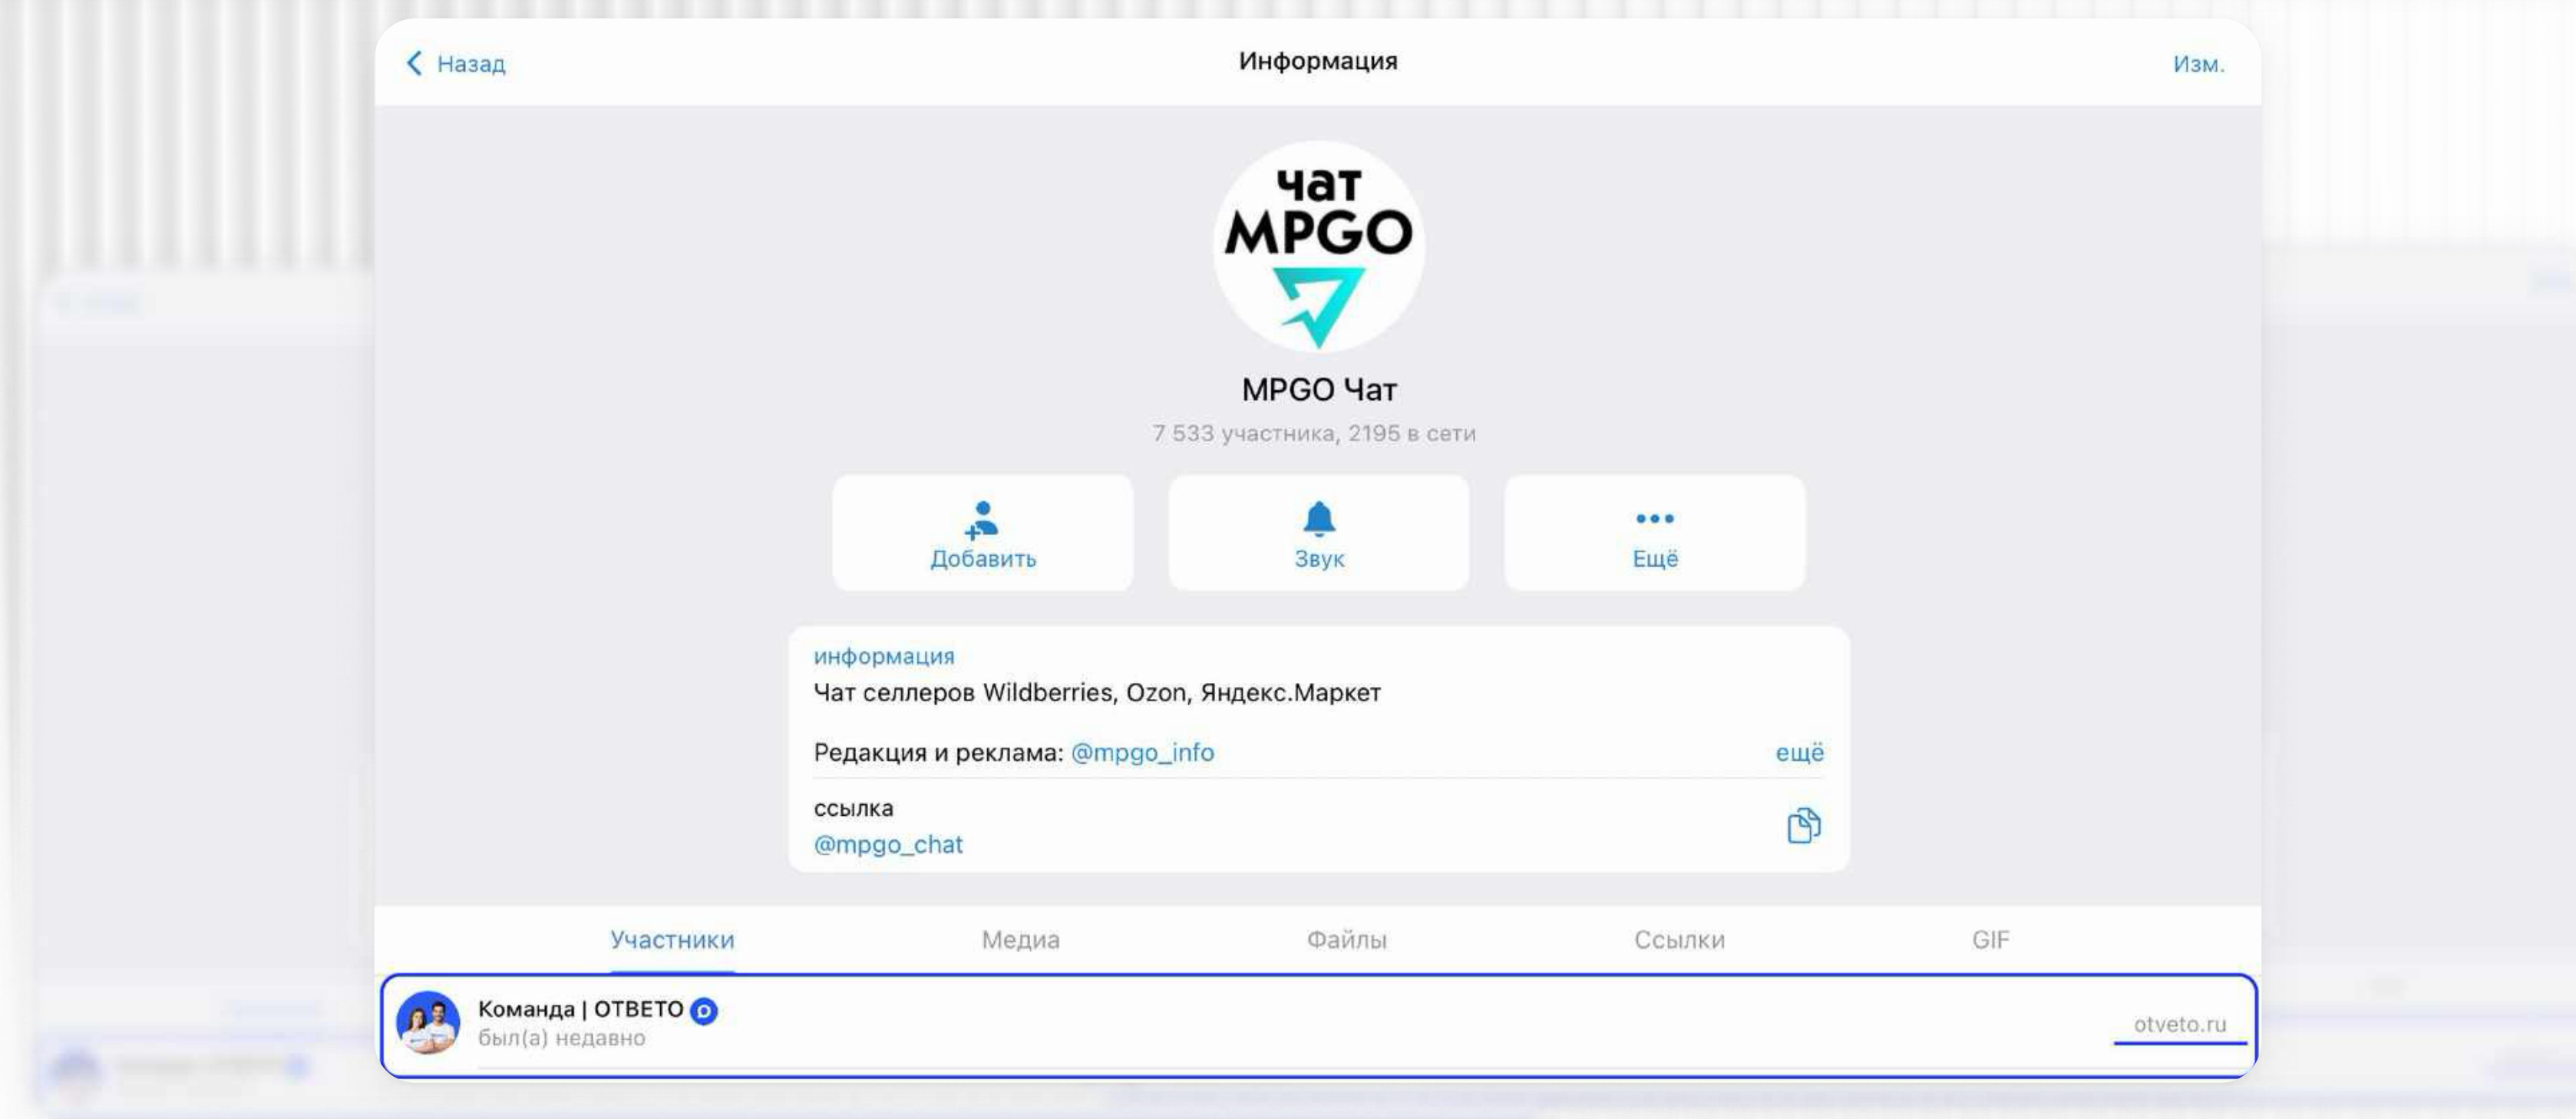 Назад
Информация
Изм.
чат
MPGO
MPGO Чат
7 533 участника, 2195 в сети
Добавить
Звук
Ещё
информация
Чат селлеров Wildberries, Ozon, Яндекс.Маркет
Редакция и реклама: @mpgo_info
ещё
ссылка
@mpgo_chat
Участники
Медиа
Файлы
Ссылки
GIF
Команда | ОТВЕТО
был(а) недавно
otveto.ru